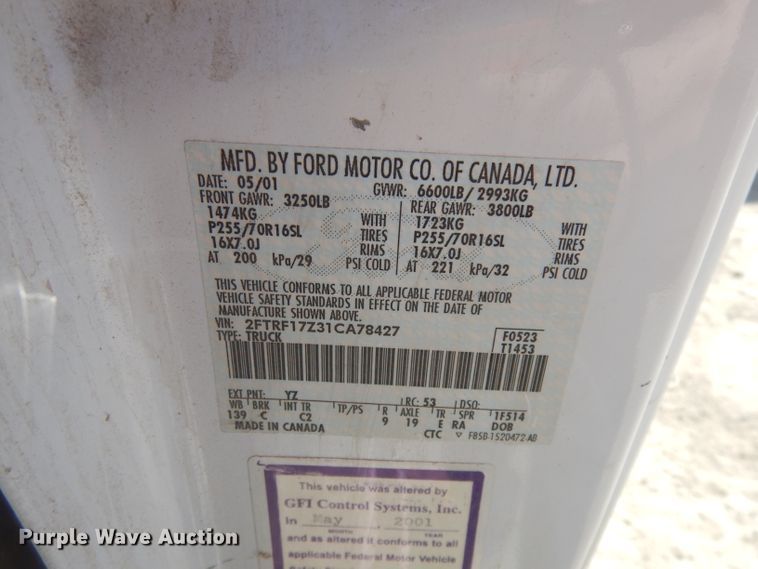 MFD. BY FORD MOTOR CO. OF CANADA, LTD.
DATE: 05/01 GVWR: 6600LB/ 2993KG
FRONT GAWR: 3250LB REAR GAWR: 3800LB
1474KG WITH 1723KG WITH
P255/70R16SL TIRES P255/70R16SL TIRES
16X7.0J RIMS 16X7.0J RIMS
AT 200 kPa/29 PSI COLD AT 221 kPa/32 PSI COLD
THIS VEHICLE CONFORMS TO ALL APPLICABLE FEDERAL MOTOR
VEHICLE SAFETY STANDARDS IN EFFECT ON THE DATE OF
MANUFACTURE SHOWN ABOVE.
VIN: 2FTRF17Z31CA78427 F0523
TYPE: TRUCK T1453
EXT PNT: YZ RC: 53 DSO:
WB BRK INT TR TP/PS R AXLE TR SPR 1F514
139 C C2 9 19 E RA DOB
MADE IN CANADA CTC F85B-1520472-AB
This vehicle was altered by
GFI Control Systems, Inc.
in May 2001
MONTH YEAR
and as altered it conforms to all
applicable Federal Motor Vehicle
Purple Wave Auction